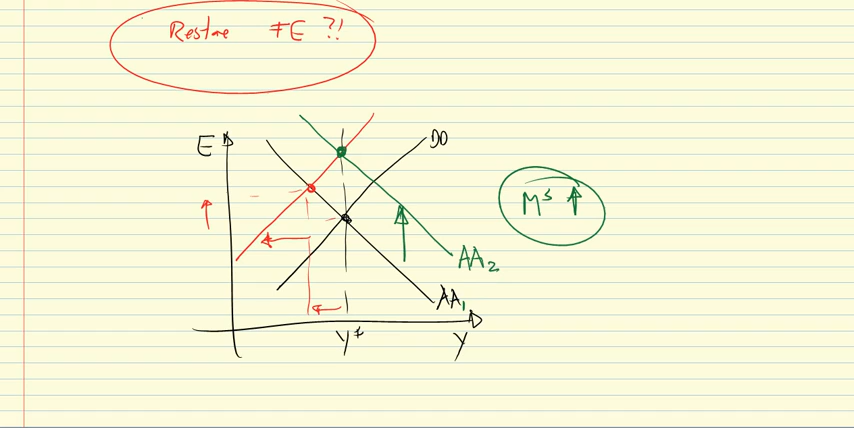 Restore FE ?!
E
DD
M^s ↑
AA₂
AA₁
Y^f
Y